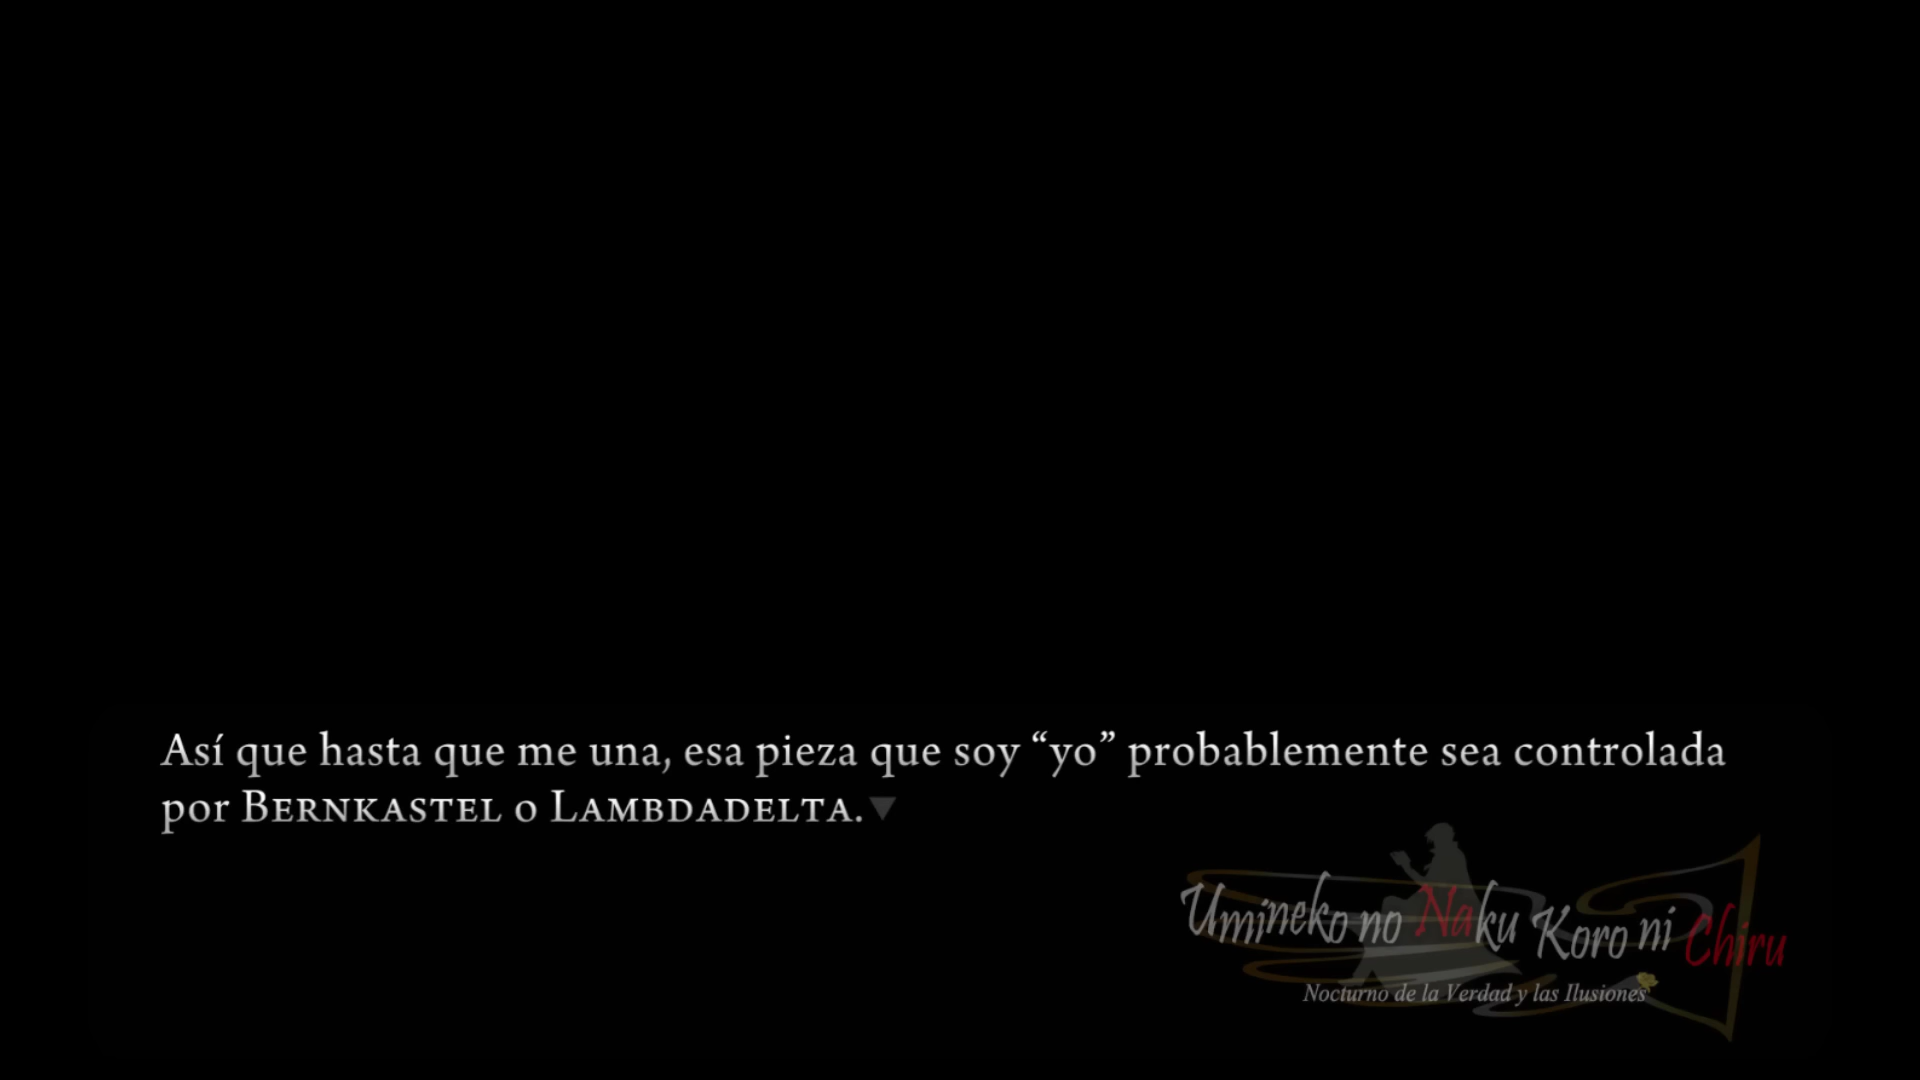 Así que hasta que me una, esa pieza que soy “yo” probablemente sea controlada
por BERNKASTEL o LAMBDADELTA.
Umineko no Naku Koro ni Chiru
Nocturno de la Verdad y las Ilusiones